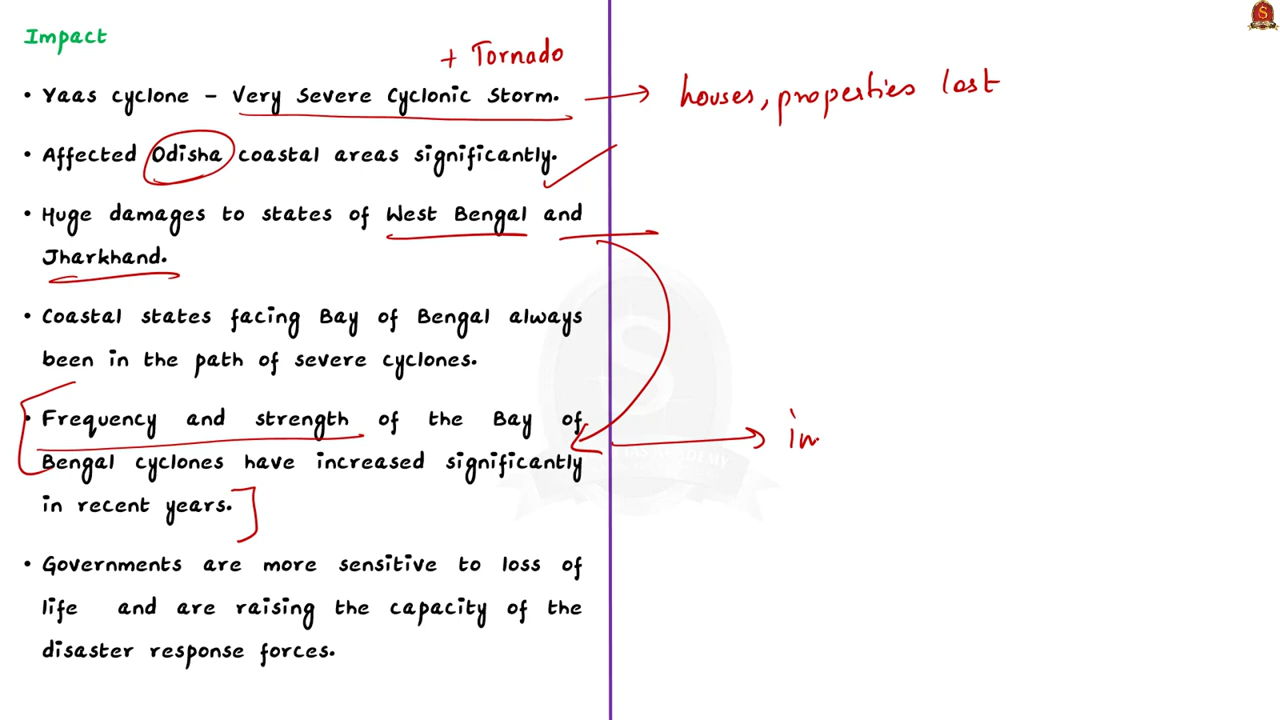 Impact
+ Tornado
• Yaas cyclone – Very Severe Cyclonic Storm.
houses, properties lost
• Affected Odisha coastal areas significantly.
• Huge damages to states of West Bengal and
Jharkhand.
• Coastal states facing Bay of Bengal always
been in the path of severe cyclones.
• Frequency and strength of the Bay of
in
Bengal cyclones have increased significantly
in recent years.
• Governments are more sensitive to loss of
life and are raising the capacity of the
disaster response forces.
S
IAS ACADEMY